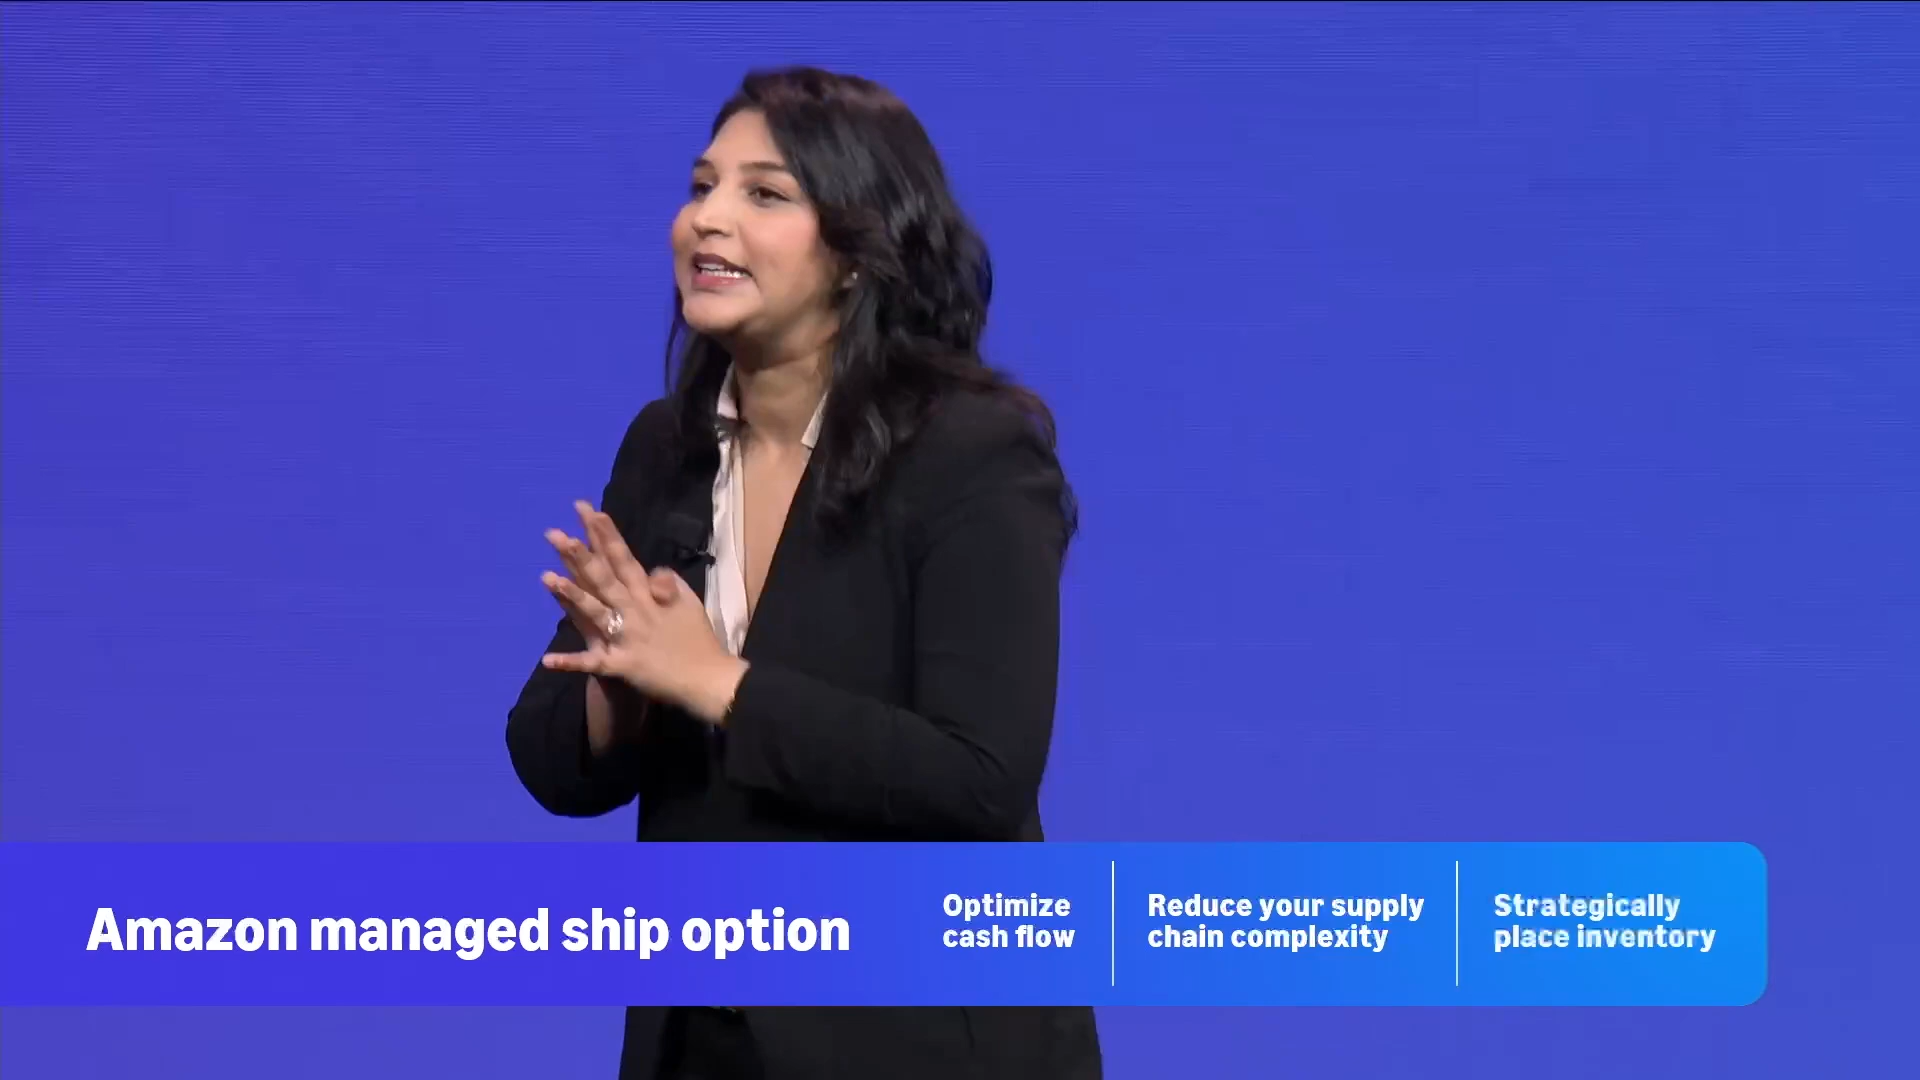 Amazon managed ship option
Optimize
cash flow
Reduce your supply
chain complexity
Strategically
place inventory